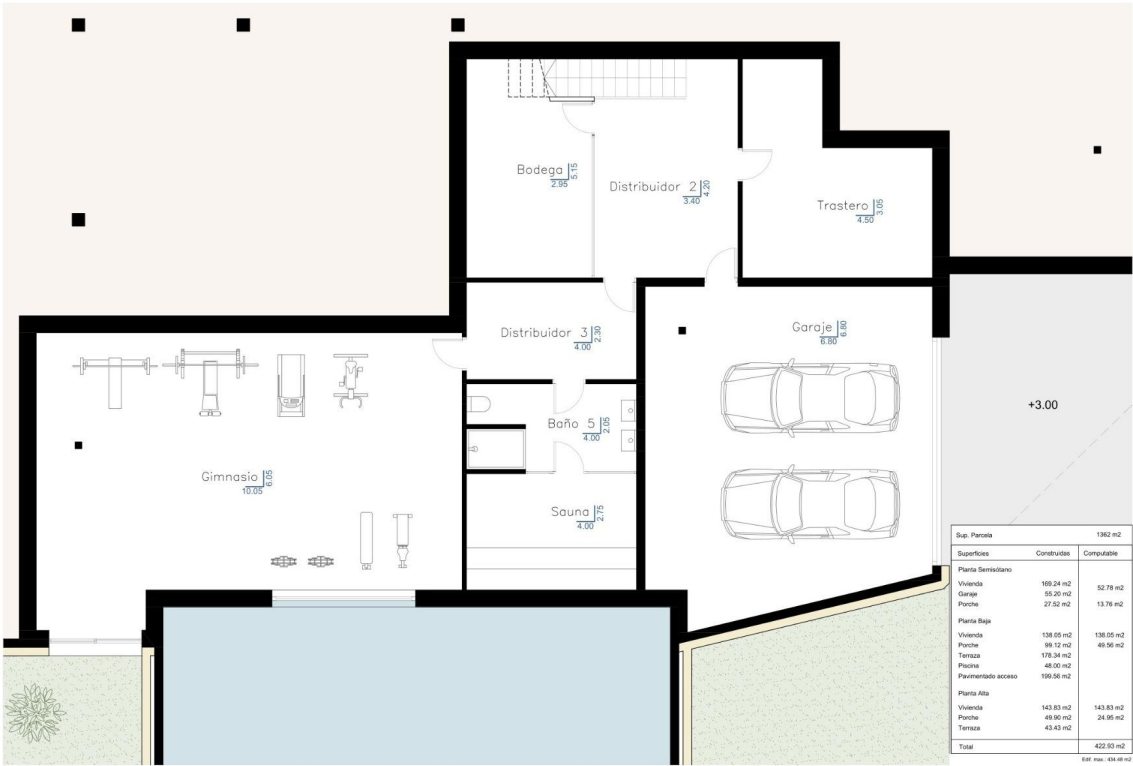 Bodega 2.95 5.15
Distribuidor 2 3.40 4.20
Trastero 4.50 3.05
Distribuidor 3 4.00 2.30
Garaje 6.80 6.80
+3.00
Baño 5 4.00 2.05
Gimnasio 10.05 6.05
Sauna 4.00 2.75
Sup. Parcela 1362 m2
Superficies Construidas Computable
Planta Semisótano
Vivienda 169.24 m2 52.78 m2
Garaje 55.20 m2
Porche 27.52 m2 13.76 m2
Planta Baja
Vivienda 138.05 m2 138.05 m2
Porche 99.12 m2 49.56 m2
Terraza 178.34 m2
Piscina 48.00 m2
Pavimentado acceso 199.56 m2
Planta Alta
Vivienda 143.83 m2 143.83 m2
Porche 49.90 m2 24.95 m2
Terraza 43.43 m2
Total 422.93 m2
Edif. max.: 434.48 m2